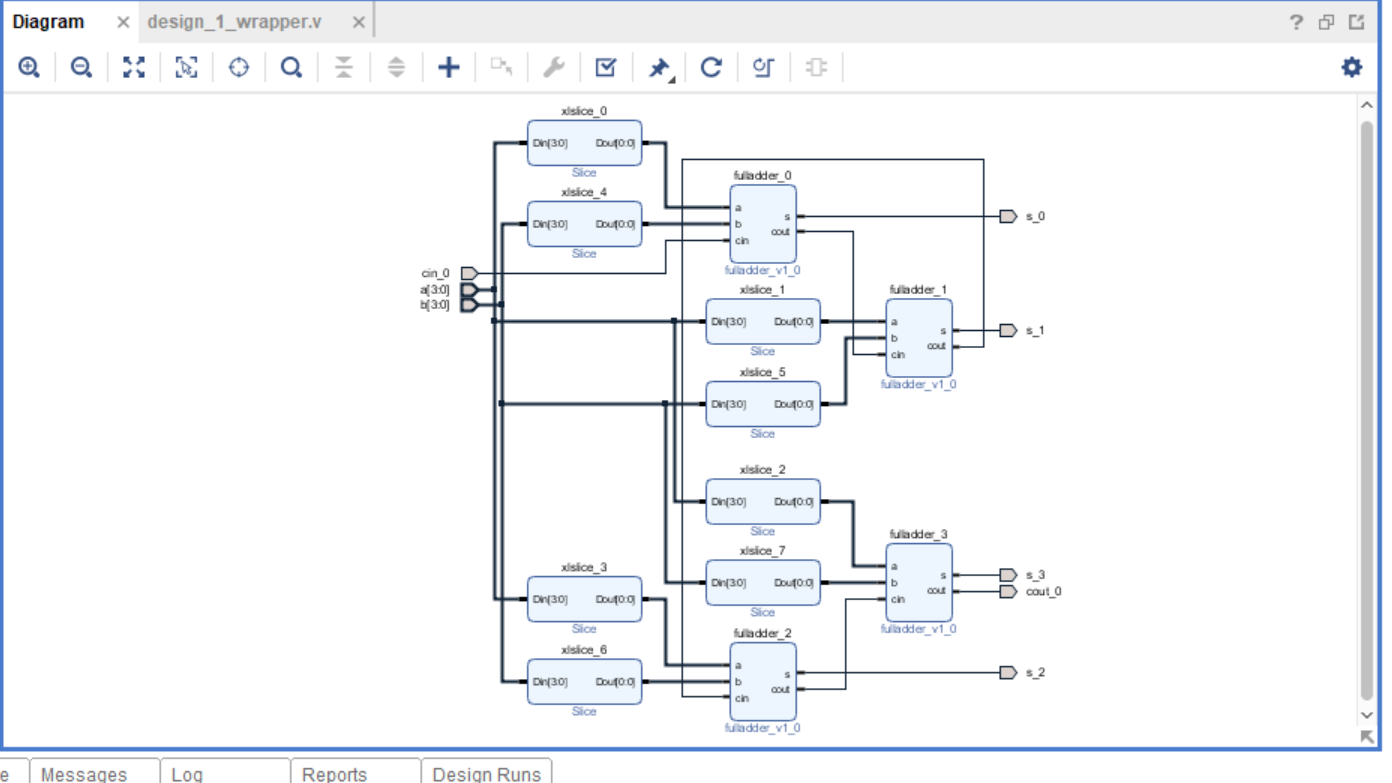 Diagram × design_1_wrapper.v × ?
xlslice_0
Din[3:0] Dout[0:0]
Slice
xlslice_4
Din[3:0] Dout[0:0]
Slice
fulladder_0
a
b
cin
s
cout
fulladder_v1_0
s_0
cin_0
a[3:0]
b[3:0]
xlslice_1
Din[3:0] Dout[0:0]
Slice
fulladder_1
a
b
cin
s
cout
fulladder_v1_0
s_1
xlslice_5
Din[3:0] Dout[0:0]
Slice
xlslice_2
Din[3:0] Dout[0:0]
Slice
xlslice_7
Din[3:0] Dout[0:0]
Slice
fulladder_3
a
b
cin
s
cout
fulladder_v1_0
s_3
cout_0
xlslice_3
Din[3:0] Dout[0:0]
Slice
xlslice_6
Din[3:0] Dout[0:0]
Slice
fulladder_2
a
b
cin
s
cout
fulladder_v1_0
s_2
e Messages Log Reports Design Runs